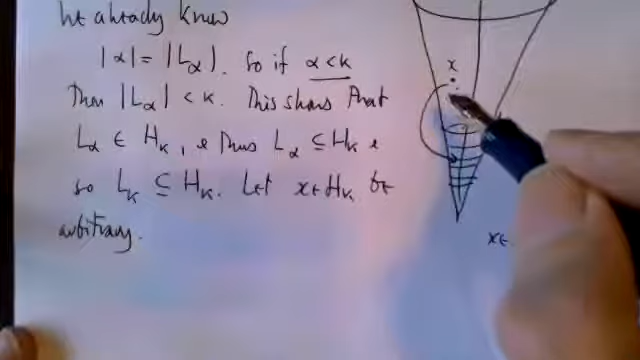 We already know
|α| = |L_α|. So if α < κ
Then |L_α| < κ. This shows that
L_α ∈ H_κ, & thus L_α ⊆ H_κ &
so L_κ ⊆ H_κ. Let x ∈ H_κ be
arbitrary.
x
x∈